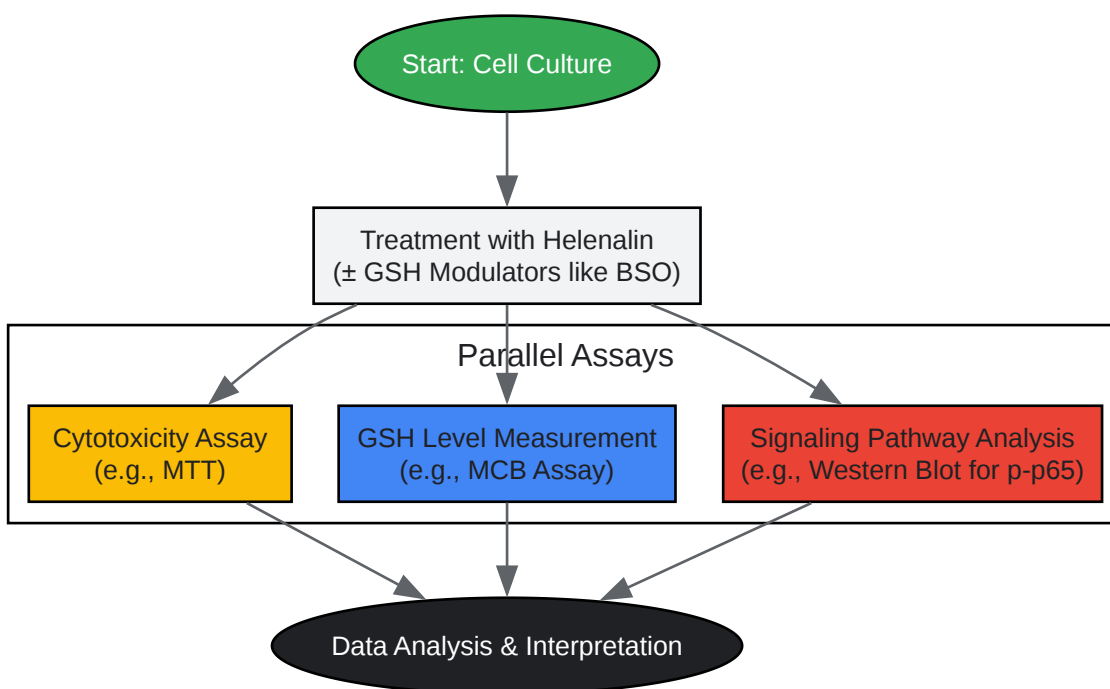 Start: Cell Culture
Treatment with Helenalin
(± GSH Modulators like BSO)
Parallel Assays
Cytotoxicity Assay
(e.g., MTT)
GSH Level Measurement
(e.g., MCB Assay)
Signaling Pathway Analysis
(e.g., Western Blot for p-p65)
Data Analysis & Interpretation